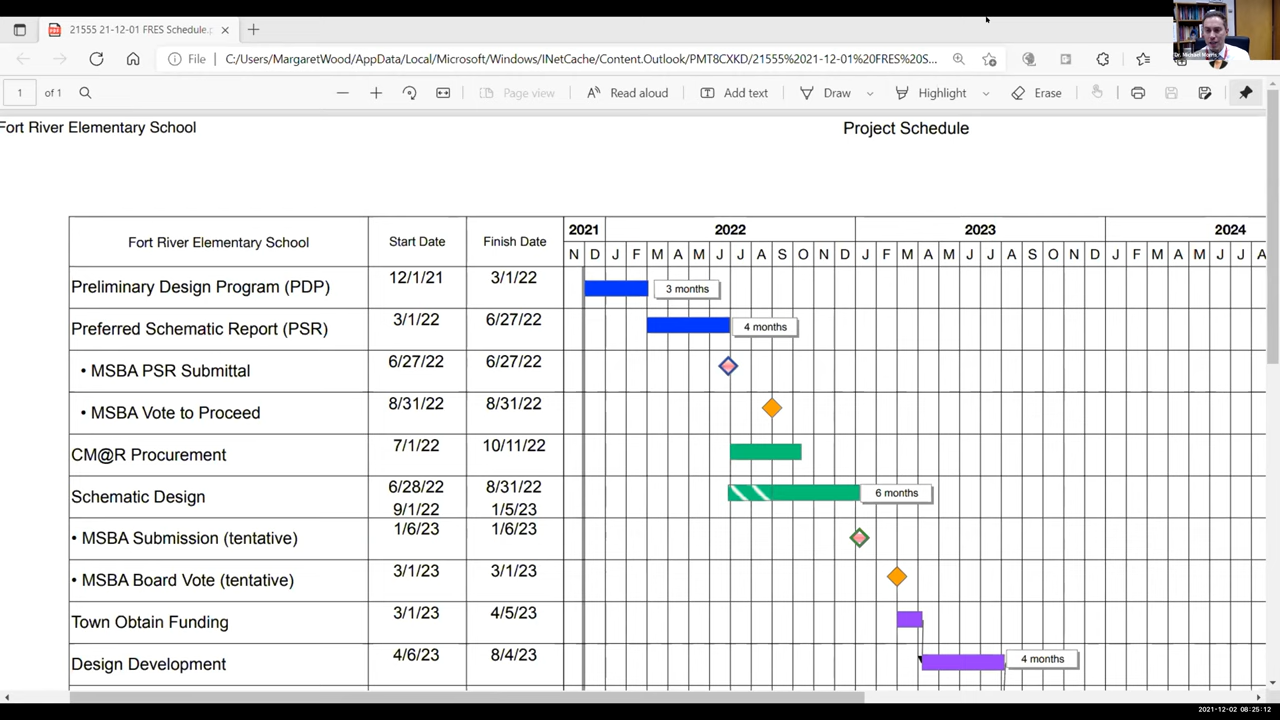 21555 21-12-01 FRES Schedule.p
File C:/Users/MargaretWood/AppData/Local/Microsoft/Windows/INetCache/Content.Outlook/PMT8CXKD/21555%2021-12-01%20FRES%20S...
1 of 1 Page view Read aloud Add text Draw Highlight Erase
Fort River Elementary School Project Schedule
2021 2022 2023 2024
Fort River Elementary School Start Date Finish Date
N D J F M A M J J A S O N D J F M A M J J A S O N D J F M A M J J A
Preliminary Design Program (PDP) 12/1/21 3/1/22 3 months
Preferred Schematic Report (PSR) 3/1/22 6/27/22 4 months
• MSBA PSR Submittal 6/27/22 6/27/22
• MSBA Vote to Proceed 8/31/22 8/31/22
CM@R Procurement 7/1/22 10/11/22
Schematic Design 6/28/22 8/31/22 6 months
9/1/22 1/5/23
• MSBA Submission (tentative) 1/6/23 1/6/23
• MSBA Board Vote (tentative) 3/1/23 3/1/23
Town Obtain Funding 3/1/23 4/5/23
Design Development 4/6/23 8/4/23 4 months
2021-12-02 08:25:12